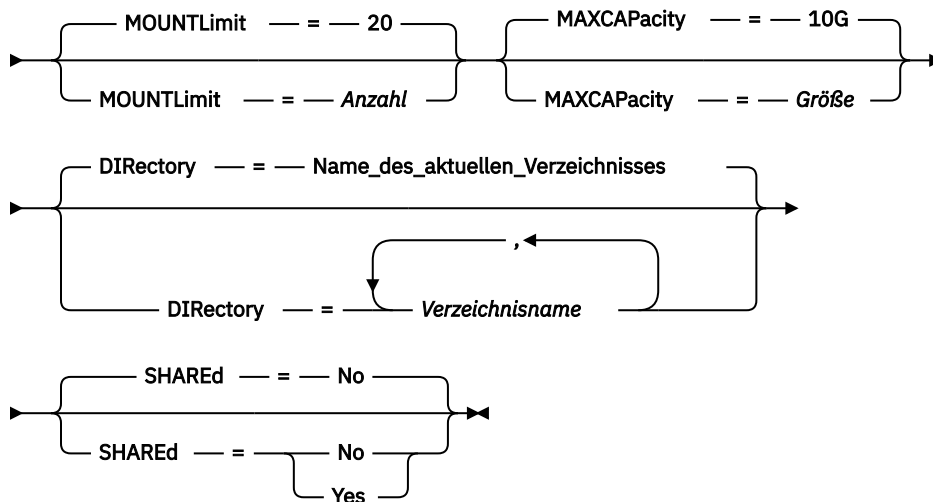 MOUNTLimit = 20 MAXCAPacity = 10G
MOUNTLimit = Anzahl MAXCAPacity = Größe
DIRectory = Name_des_aktuellen_Verzeichnisses
,
DIRectory = Verzeichnisname
SHAREd = No
SHAREd = No
Yes